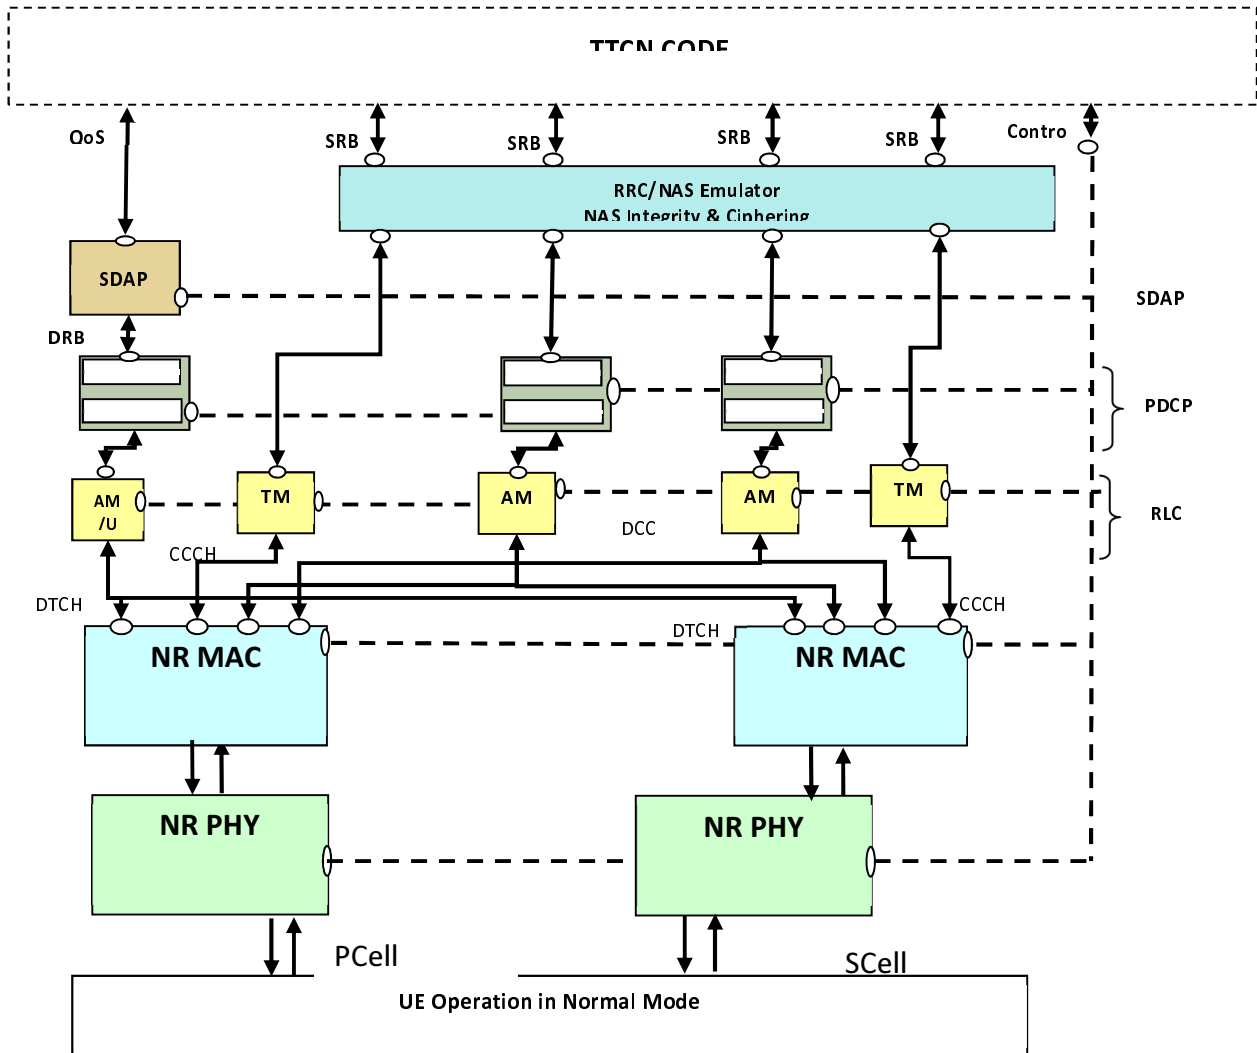 TTCN CODE
QoS
SRB
SRB
SRB
SRB
Contro
RRC/NAS Emulator
NAS Integrity & Ciphering
SDAP
SDAP
DRB
PDCP
AM
/U
TM
AM
AM
TM
RLC
DCC
CCCH
DTCH
CCCH
DTCH
NR MAC
NR MAC
NR PHY
NR PHY
PCell
SCell
UE Operation in Normal Mode